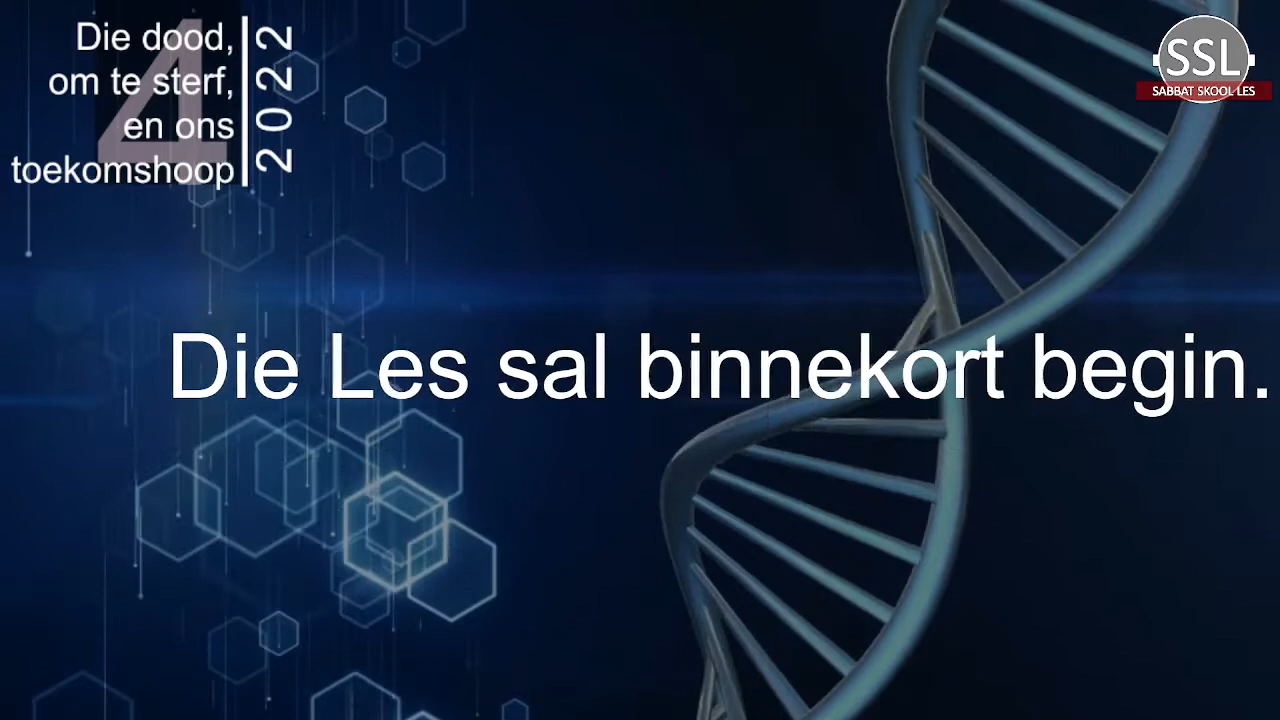 4
Die dood,
om te sterf,
en ons
toekomshoop
2022
SSL
SABBAT SKOOL LES
Die Les sal binnekort begin.